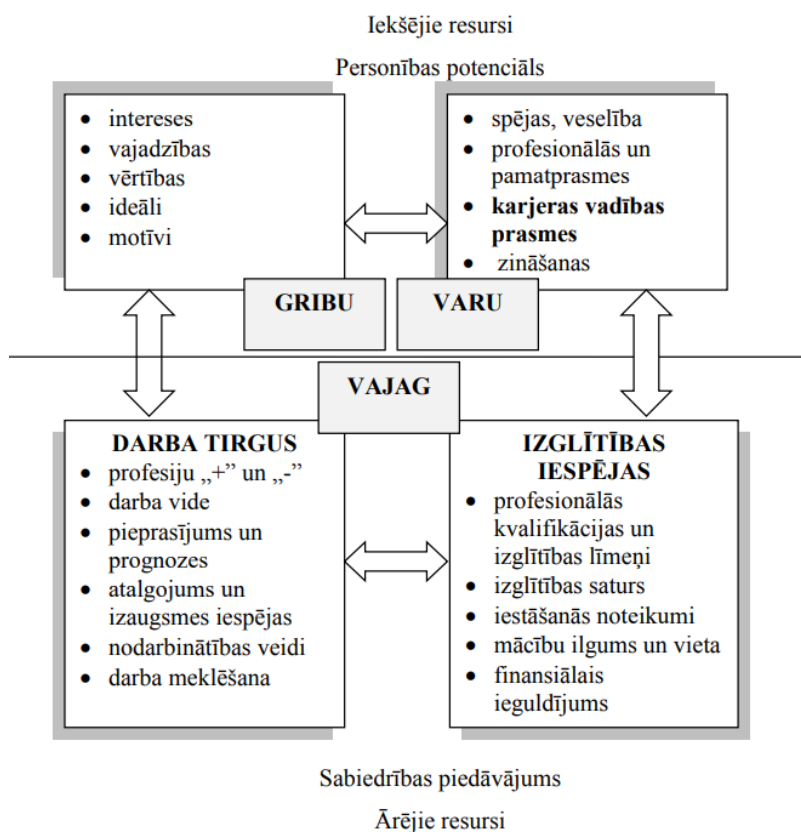 Iekšējie resursi
Personības potenciāls
• intereses
• vajadzības
• vērtības
• ideāli
• motīvi
• spējas, veselība
• profesionālās un
pamatprasmes
• karjeras vadības
prasmes
• zināšanas
GRIBU
VARU
VAJAG
DARBA TIRGUS
• profesiju „+” un „-”
• darba vide
• pieprasījums un
prognozes
• atalgojums un
izaugsmes iespējas
• nodarbinātības veidi
• darba meklēšana
IZGLĪTĪBAS
IESPĒJAS
• profesionālās
kvalifikācijas un
izglītības līmeņi
• izglītības saturs
• iestāšanās noteikumi
• mācību ilgums un vieta
• finansiālais
ieguldījums
Sabiedrības piedāvājums
Ārējie resursi